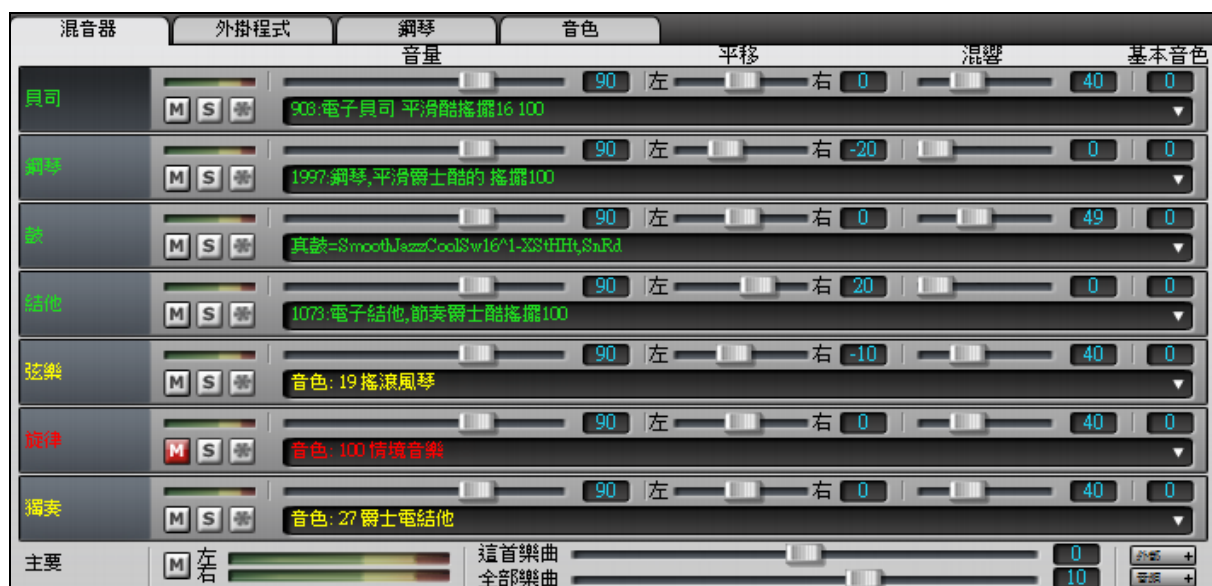 混音器 外掛程式 鋼琴 音色
音量 平移 混響 基本音色
貝司 90 左 右 0 40 0
M S 903:電子貝司 平滑酷搖擺16 100
鋼琴 90 左 右 -20 0 0
M S 1997:鋼琴,平滑爵士酷的 搖擺100
鼓 90 左 右 0 49 0
M S 真鼓=SmoothJazzCoolSw16^1-XStHHt,SnRd
結他 90 左 右 20 0 0
M S 1073:電子結他,節奏爵士酷搖擺100
弦樂 90 左 右 -10 40 0
M S 音色: 19 搖滾風琴
旋律 90 左 右 0 40 0
M S 音色: 100 情境音樂
獨奏 90 左 右 0 40 0
M S 音色: 27 爵士電結他
主要 M 左 這首樂曲 0 外部 +
右 全部樂曲 10 +